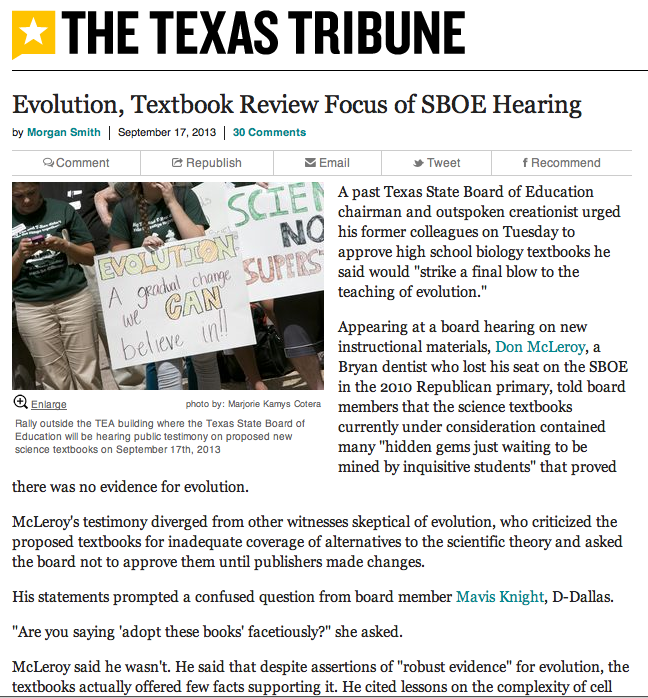 THE TEXAS TRIBUNE
Evolution, Textbook Review Focus of SBOE Hearing
by Morgan Smith | September 17, 2013 | 30 Comments
Comment Republish Email Tweet Recommend
EVOLUTION
A gradual change
we CAN
believe in!!
SCIEN
NO
SUPERS
Enlarge photo by: Marjorie Kamys Cotera
Rally outside the TEA building where the Texas State Board of
Education will be hearing public testimony on proposed new
science textbooks on September 17th, 2013
A past Texas State Board of Education
chairman and outspoken creationist urged
his former colleagues on Tuesday to
approve high school biology textbooks he
said would "strike a final blow to the
teaching of evolution."
Appearing at a board hearing on new
instructional materials, Don McLeroy, a
Bryan dentist who lost his seat on the SBOE
in the 2010 Republican primary, told board
members that the science textbooks
currently under consideration contained
many "hidden gems just waiting to be
mined by inquisitive students" that proved
there was no evidence for evolution.
McLeroy's testimony diverged from other witnesses skeptical of evolution, who criticized the
proposed textbooks for inadequate coverage of alternatives to the scientific theory and asked
the board not to approve them until publishers made changes.
His statements prompted a confused question from board member Mavis Knight, D-Dallas.
"Are you saying 'adopt these books' facetiously?" she asked.
McLeroy said he wasn't. He said that despite assertions of "robust evidence" for evolution, the
textbooks actually offered few facts supporting it. He cited lessons on the complexity of cell